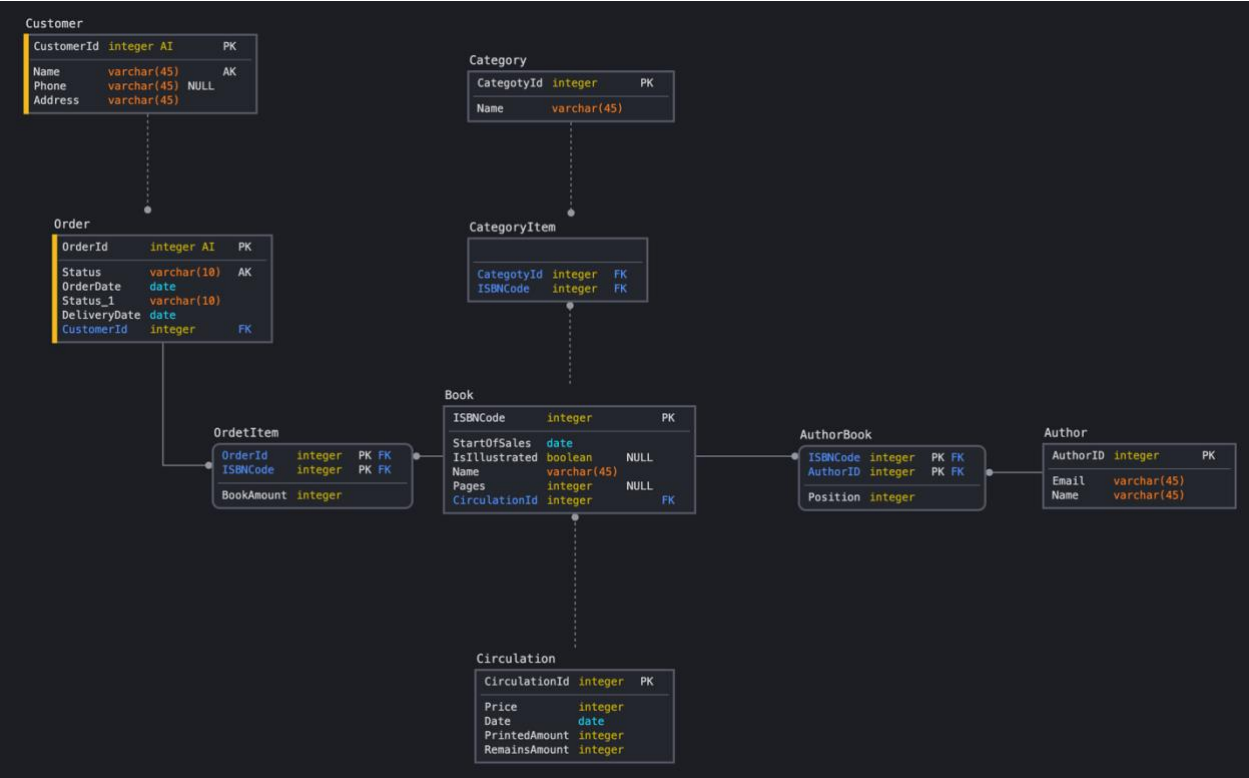 Customer
CustomerId integer AI PK
Name varchar(45) AK
Phone varchar(45) NULL
Address varchar(45)
Category
CategotyId integer PK
Name varchar(45)
Order
OrderId integer AI PK
Status varchar(10) AK
OrderDate date
Status_1 varchar(10)
DeliveryDate date
CustomerId integer FK
CategoryItem
CategotyId integer FK
ISBNCode integer FK
OrdetItem
OrderId integer PK FK
ISBNCode integer PK FK
BookAmount integer
Book
ISBNCode integer PK
StartOfSales date
IsIllustrated boolean NULL
Name varchar(45)
Pages integer NULL
CirculationId integer FK
AuthorBook
ISBNCode integer PK FK
AuthorID integer PK FK
Position integer
Author
AuthorID integer PK
Email varchar(45)
Name varchar(45)
Circulation
CirculationId integer PK
Price integer
Date date
PrintedAmount integer
RemainsAmount integer